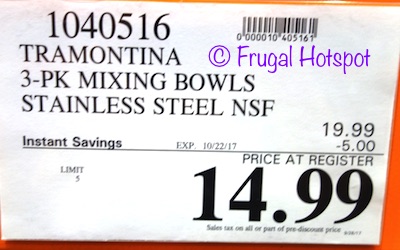 1040516
0000010405161
© Frugal Hotspot
TRAMONTINA
3-PK MIXING BOWLS
STAINLESS STEEL NSF
19.99
Instant Savings EXP. 10/22/17 -5.00
PRICE AT REGISTER
LIMIT
5
14.99
Sales tax on all or part of pre-discount price